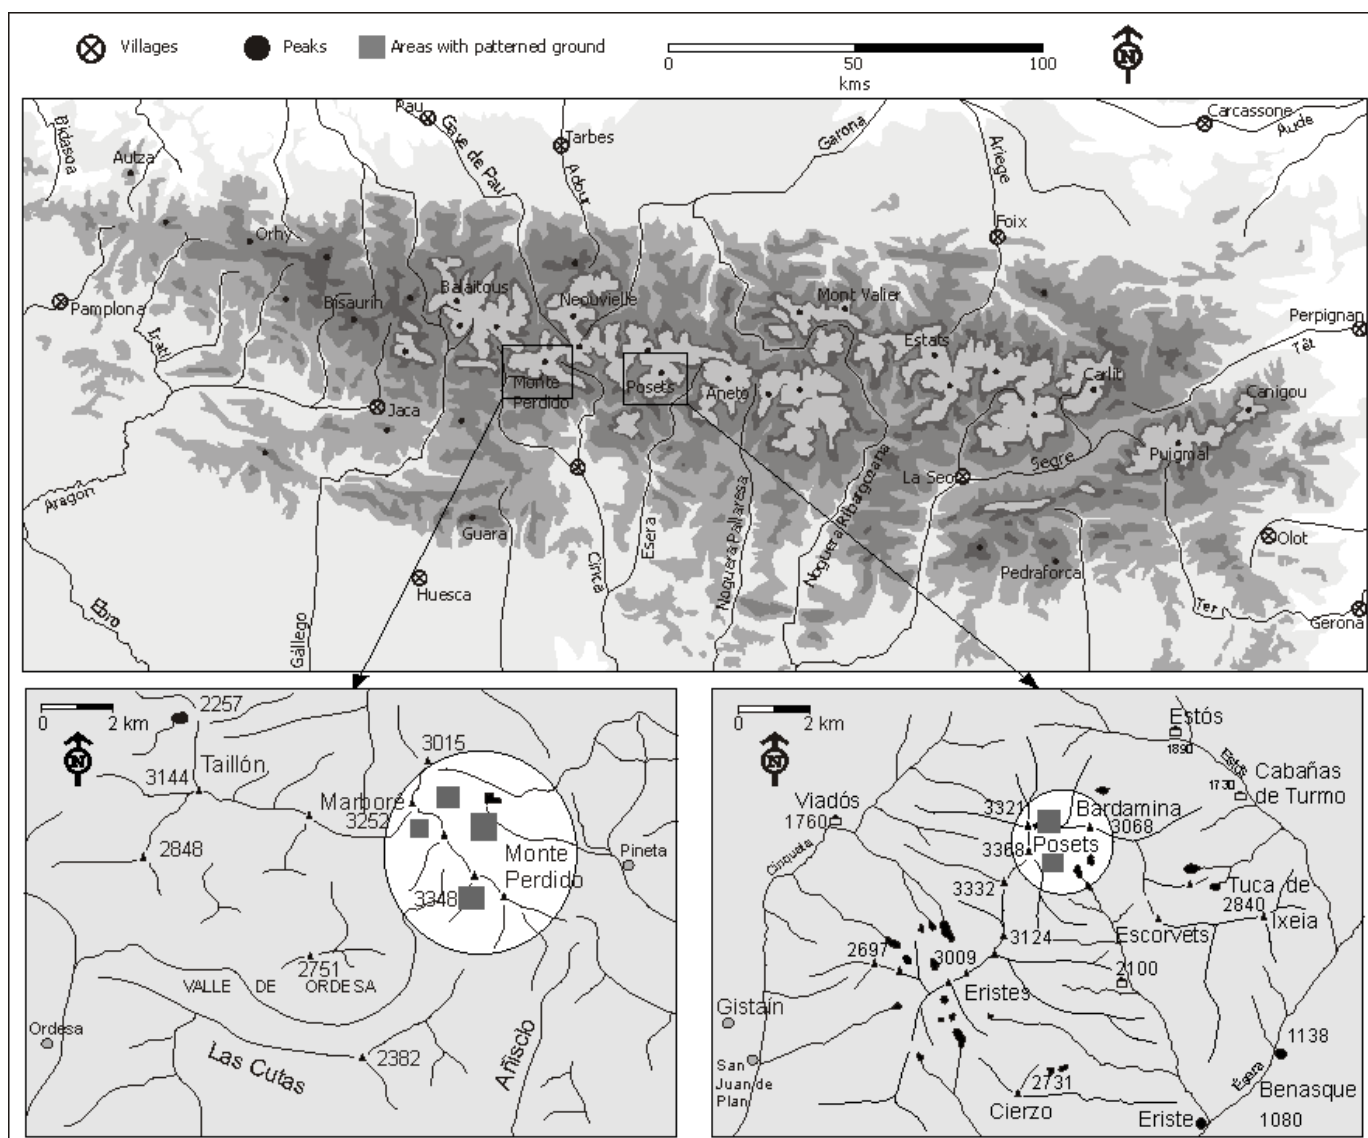 Villages
Peaks
Areas with patterned ground
0
50
100
kms
N
Pau
Gave de Pau
Tarbes
Adour
Garona
Ariege
Carcassone
Aude
Bidasoa
Autza
Orhy
Foix
Pamplona
Irati
Bisaurin
Balaitous
Neouvielle
Mont Valier
Perpignan
Têt
Estats
Monte
Perdido
Posets
Aneto
Carlit
Canigou
Jaca
Puigmal
La Seo
Segre
Aragon
Guara
Cinca
Esera
Noguera Pallaresa
Noguera Ribargoana
Olot
Pedraforca
Huesca
Ebro
Gállego
Ter
Gerona
0
2 km
N
2257
3015
Taillón
3144
Marboré
3252
2848
Monte
Perdido
Pineta
3348
2751
VALLE DE ORDESA
Ordesa
Las Cutas
2382
Añisclo
0
2 km
N
Estós
1890
Estós
1730
Cabañas
de Turmo
Viadós
1760
3321
Bardamina
3068
Cinqueta
3368
Posets
3332
Tuca de
2840
Ixeia
3124
Escorvets
2697
3009
2100
Eristes
Gistaín
San
Juan de
Plan
1138
2731
Cierzo
Ésera
Benasque
Eriste
1080